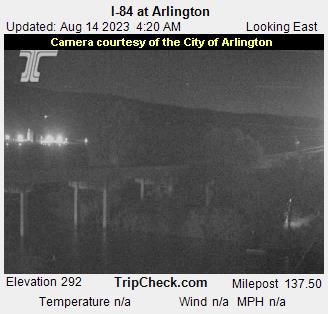 I-84 at Arlington
Updated: Aug 14 2023 4:20 AM Looking East
Camera courtesy of the City of Arlington
Elevation 292 TripCheck.com Milepost 137.50
Temperature n/a Wind n/a MPH n/a